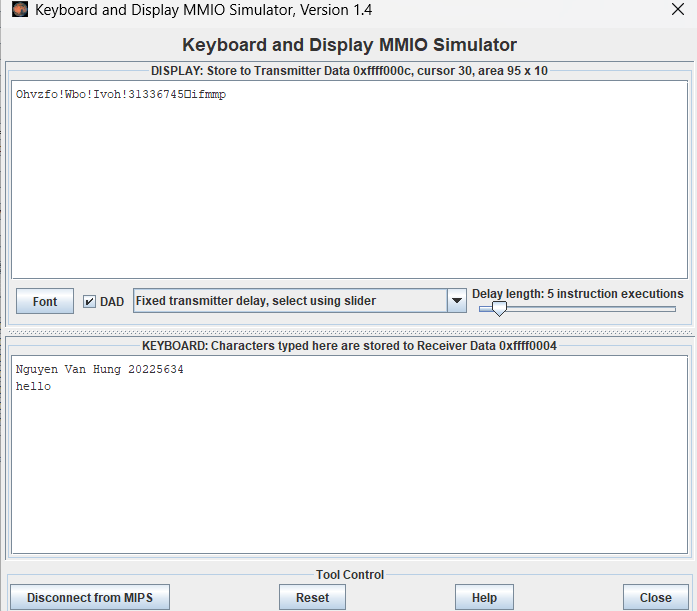 Keyboard and Display MMIO Simulator, Version 1.4
Keyboard and Display MMIO Simulator
DISPLAY: Store to Transmitter Data 0xffff000c, cursor 30, area 95 x 10
Ohvzfo!Wbo!Ivoh!31336745□ifmmp
Font
DAD
Fixed transmitter delay, select using slider
Delay length: 5 instruction executions
KEYBOARD: Characters typed here are stored to Receiver Data 0xffff0004
Nguyen Van Hung 20225634
hello
Tool Control
Disconnect from MIPS
Reset
Help
Close